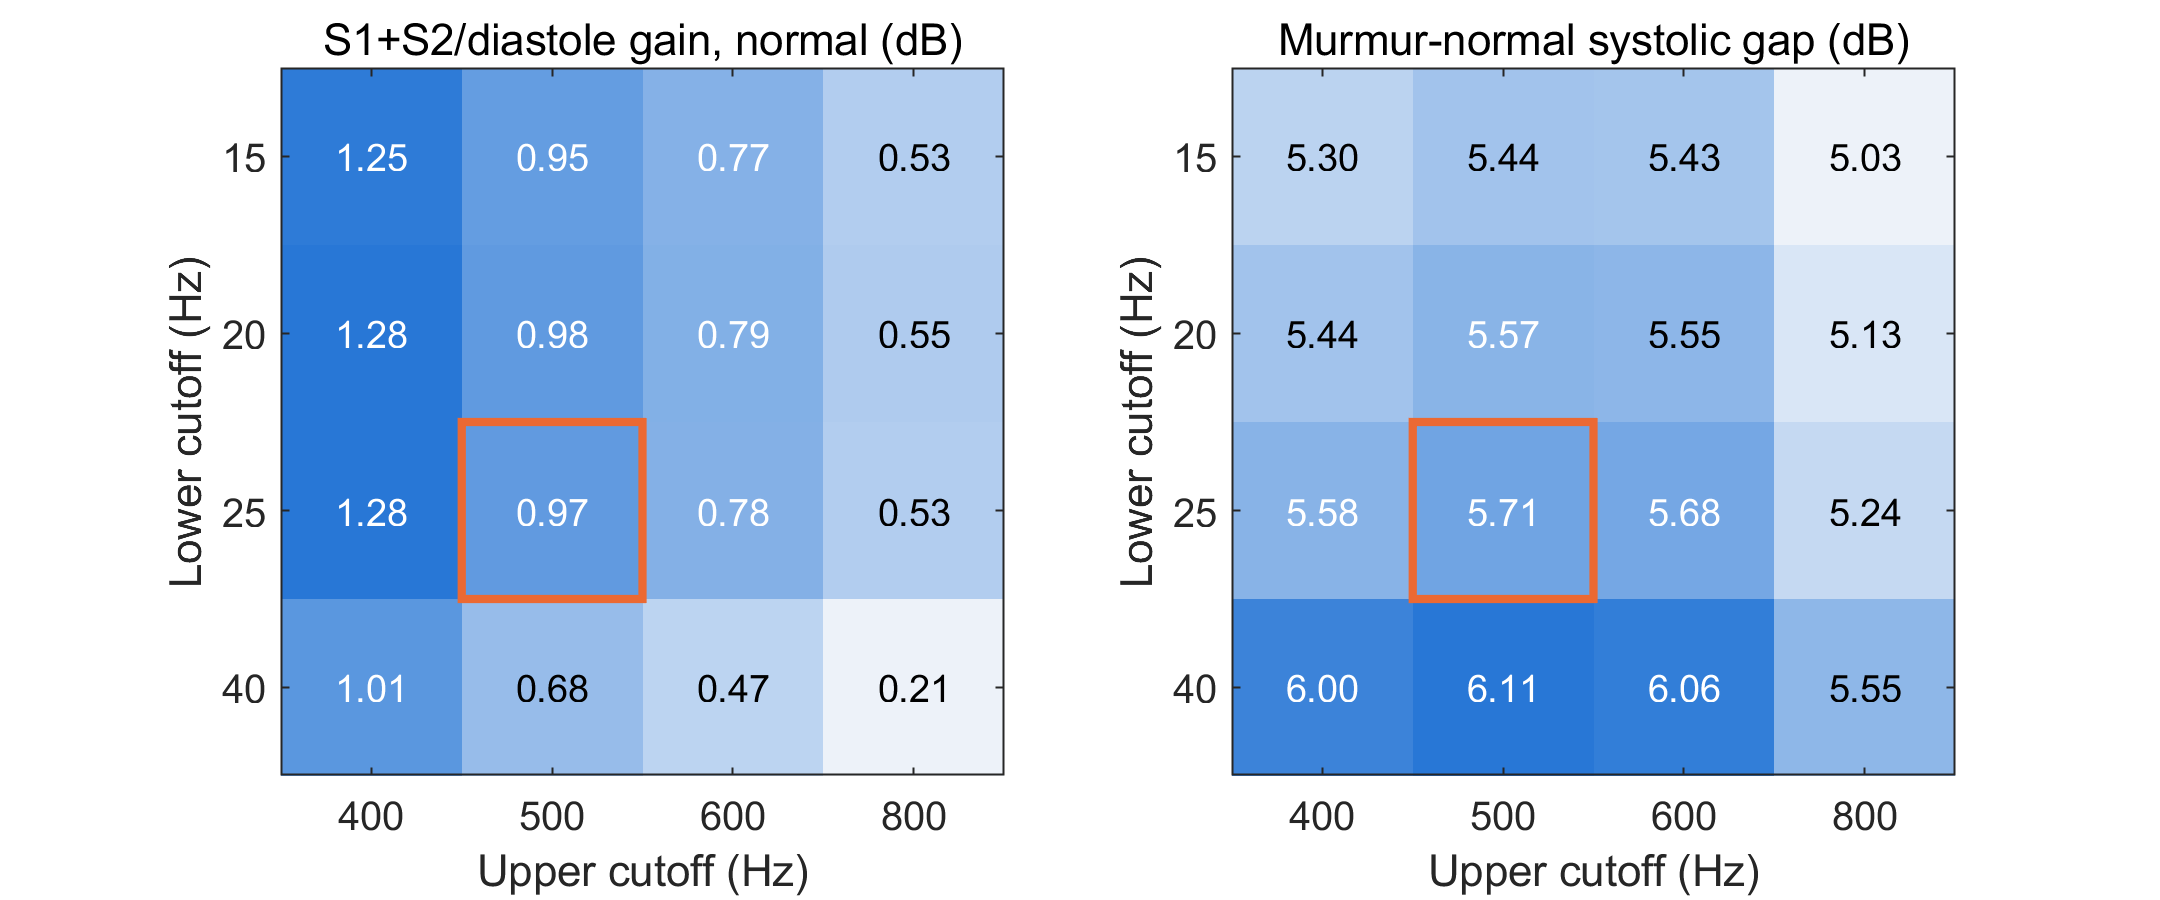 S1+S2/diastole gain, normal (dB)
Lower cutoff (Hz)
15 1.25 0.95 0.77 0.53
20 1.28 0.98 0.79 0.55
25 1.28 0.97 0.78 0.53
40 1.01 0.68 0.47 0.21
400 500 600 800
Upper cutoff (Hz)
Murmur-normal systolic gap (dB)
Lower cutoff (Hz)
15 5.30 5.44 5.43 5.03
20 5.44 5.57 5.55 5.13
25 5.58 5.71 5.68 5.24
40 6.00 6.11 6.06 5.55
400 500 600 800
Upper cutoff (Hz)